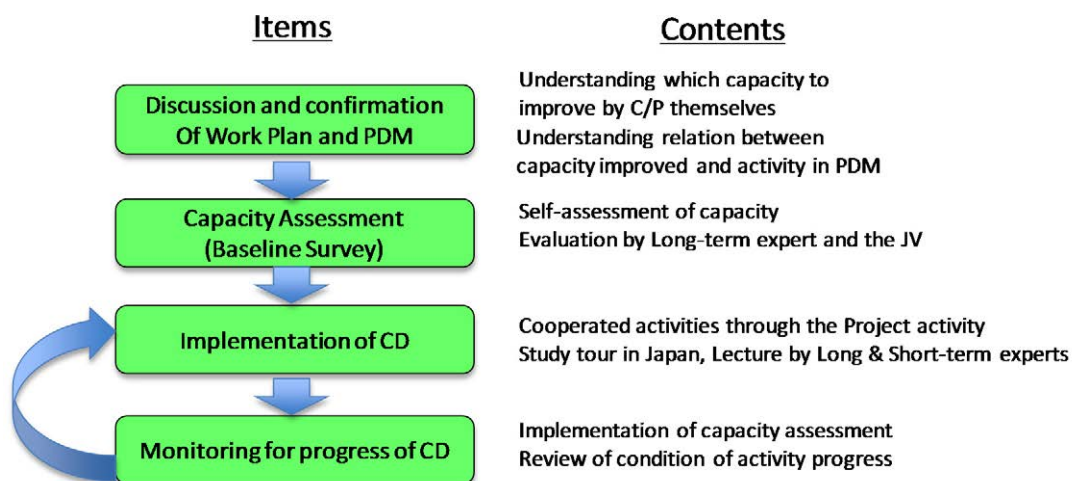 Items
Contents
Discussion and confirmation
Of Work Plan and PDM
Understanding which capacity to
improve by C/P themselves
Understanding relation between
capacity improved and activity in PDM
Capacity Assessment
(Baseline Survey)
Self-assessment of capacity
Evaluation by Long-term expert and the JV
Implementation of CD
Cooperated activities through the Project activity
Study tour in Japan, Lecture by Long & Short-term experts
Monitoring for progress of CD
Implementation of capacity assessment
Review of condition of activity progress